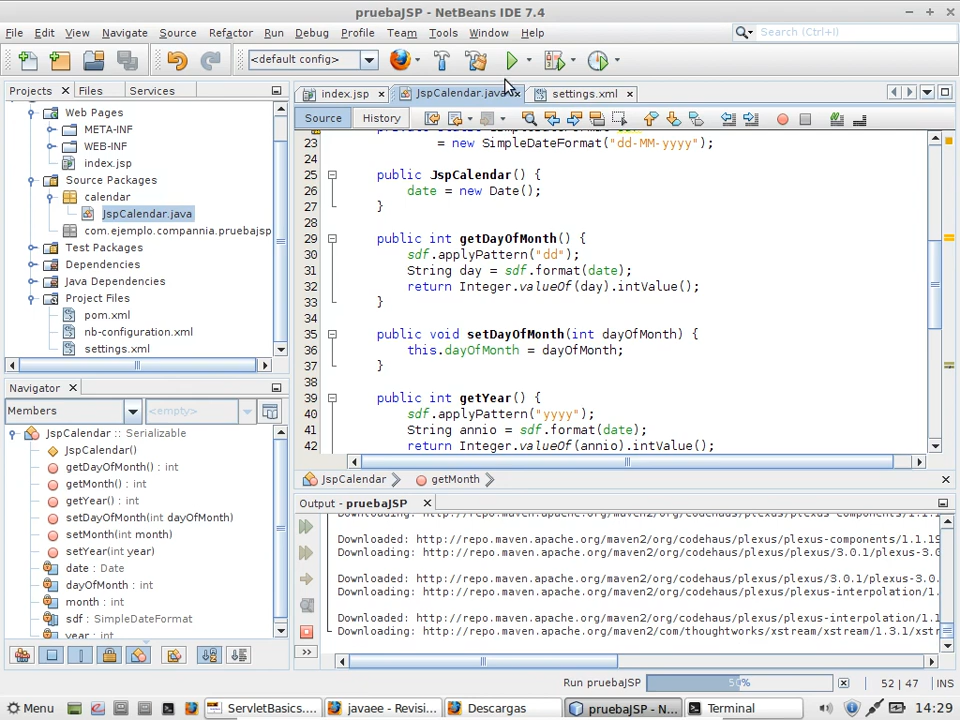 pruebaJSP - NetBeans IDE 7.4
File Edit View Navigate Source Refactor Run Debug Profile Team Tools Window Help
Search (Ctrl+I)
<default config>
Projects Files Services
index.jsp JspCalendar.java settings.xml
Source History
Web Pages
META-INF
WEB-INF
index.jsp
Source Packages
calendar
JspCalendar.java
com.ejemplo.compannia.pruebajsp
Test Packages
Dependencies
Java Dependencies
Project Files
pom.xml
nb-configuration.xml
settings.xml
23 = new SimpleDateFormat("dd-MM-yyyy");
24
25 public JspCalendar() {
26 date = new Date();
27 }
28
29 public int getDayOfMonth() {
30 sdf.applyPattern("dd");
31 String day = sdf.format(date);
32 return Integer.valueOf(day).intValue();
33 }
34
35 public void setDayOfMonth(int dayOfMonth) {
36 this.dayOfMonth = dayOfMonth;
37 }
38
39 public int getYear() {
40 sdf.applyPattern("yyyy");
41 String annio = sdf.format(date);
42 return Integer.valueOf(annio).intValue();
JspCalendar getMonth
Navigator
Members <empty>
JspCalendar :: Serializable
JspCalendar()
getDayOfMonth() : int
getMonth() : int
getYear() : int
setDayOfMonth(int dayOfMonth)
setMonth(int month)
setYear(int year)
date : Date
dayOfMonth : int
month : int
sdf : SimpleDateFormat
year : int
Output - pruebaJSP
Downloaded: http://repo.maven.apache.org/maven2/org/codehaus/plexus/plexus-components/1.1.19
Downloading: http://repo.maven.apache.org/maven2/org/codehaus/plexus/plexus/3.0.1/plexus-3.0.
Downloaded: http://repo.maven.apache.org/maven2/org/codehaus/plexus/plexus/3.0.1/plexus-3.0.1
Downloading: http://repo.maven.apache.org/maven2/org/codehaus/plexus/plexus-interpolation/1.
Downloaded: http://repo.maven.apache.org/maven2/org/codehaus/plexus/plexus-interpolation/1.1
Downloading: http://repo.maven.apache.org/maven2/com/thoughtworks/xstream/xstream/1.3.1/xstr
Run pruebaJSP 50% 52 | 47 INS
Menu ServletBasics.... javaee - Revisi... Descargas pruebaJSP - N... Terminal 14:29